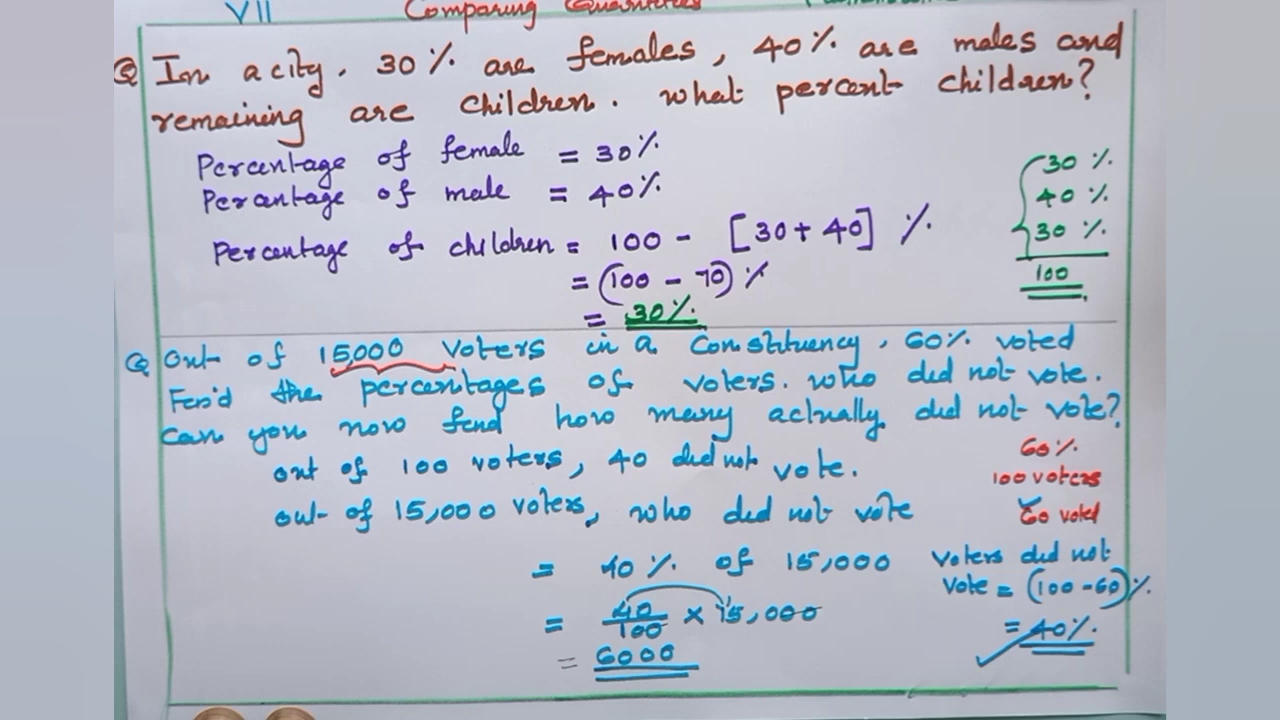 VII Comparing Quantities
Q In a city, 30% are females, 40% are males and
remaining are children. what percent children?
Percentage of female = 30%
Percentage of male = 40%
Percentage of children = 100 - [30+40] %
= (100 - 70) %
= 30%
30 %
40 %
30 %
100
Q Out of 15,000 voters in a constituency, 60% voted
Find the percentages of voters. who did not vote.
Can you now find how many actually did not vote?
out of 100 voters, 40 did not vote.
out of 15,000 voters, who did not vote
= 40% of 15,000
= 40/100 × 15,000
= 6000
60%
100 voters
60 voted
Voters did not
vote = (100-60)%
= 40%